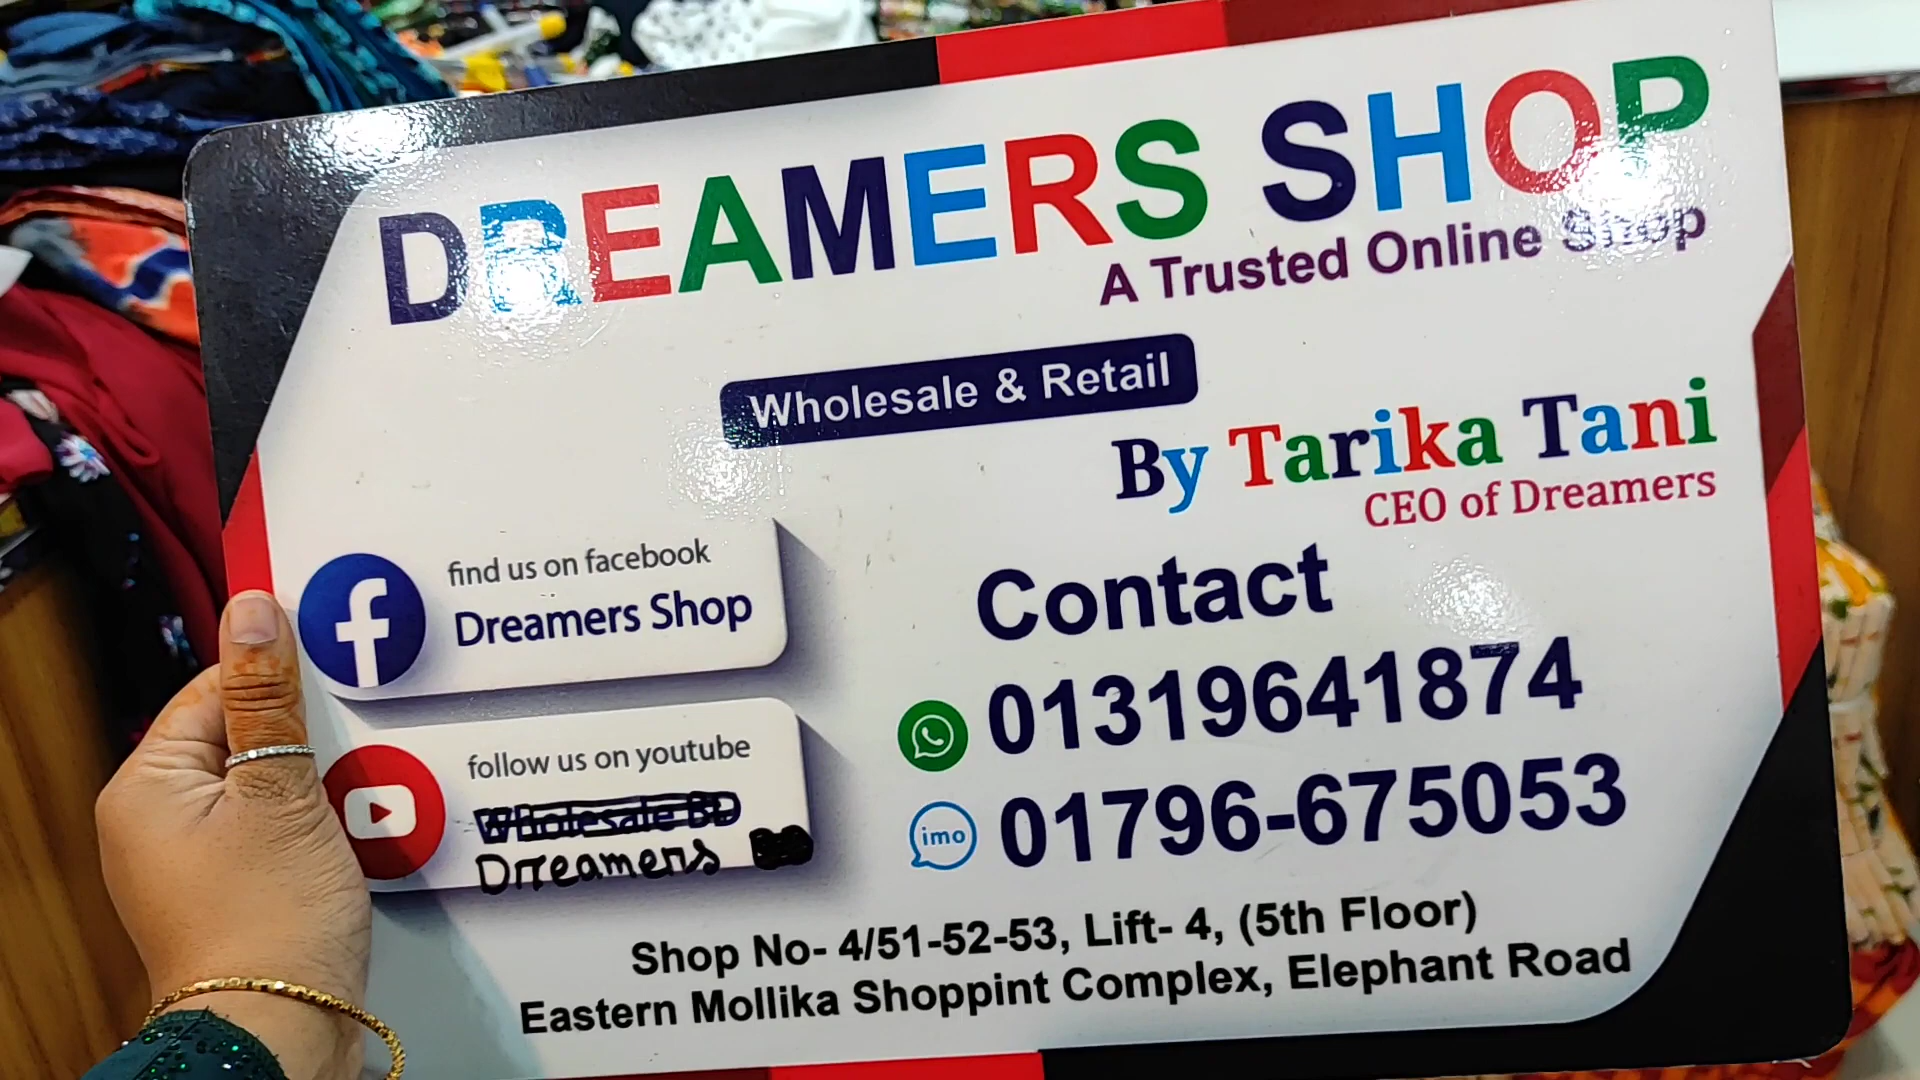 DREAMERS SHOP
A Trusted Online Shop
Wholesale & Retail
By Tarika Tani
CEO of Dreamers
find us on facebook
Dreamers Shop
follow us on youtube
Wholesale BD
Drreamers
Contact
01319641874
imo 01796-675053
Shop No- 4/51-52-53, Lift- 4, (5th Floor)
Eastern Mollika Shoppint Complex, Elephant Road